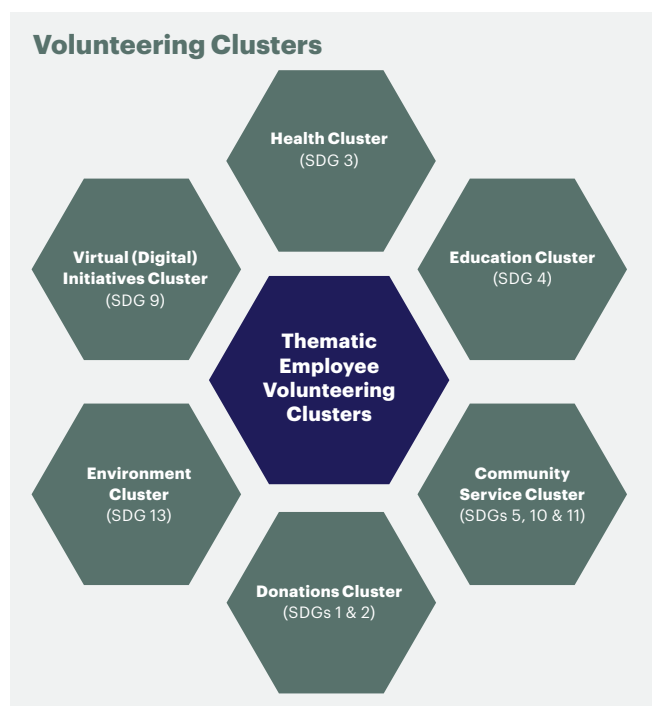 Volunteering Clusters
Health Cluster
(SDG 3)
Education Cluster
(SDG 4)
Community
Service Cluster
(SDGs 5, 10 & 11)
Donations Cluster
(SDGs 1 & 2)
Environment
Cluster
(SDG 13)
Virtual (Digital)
Initiatives Cluster
(SDG 9)
Thematic
Employee
Volunteering
Clusters